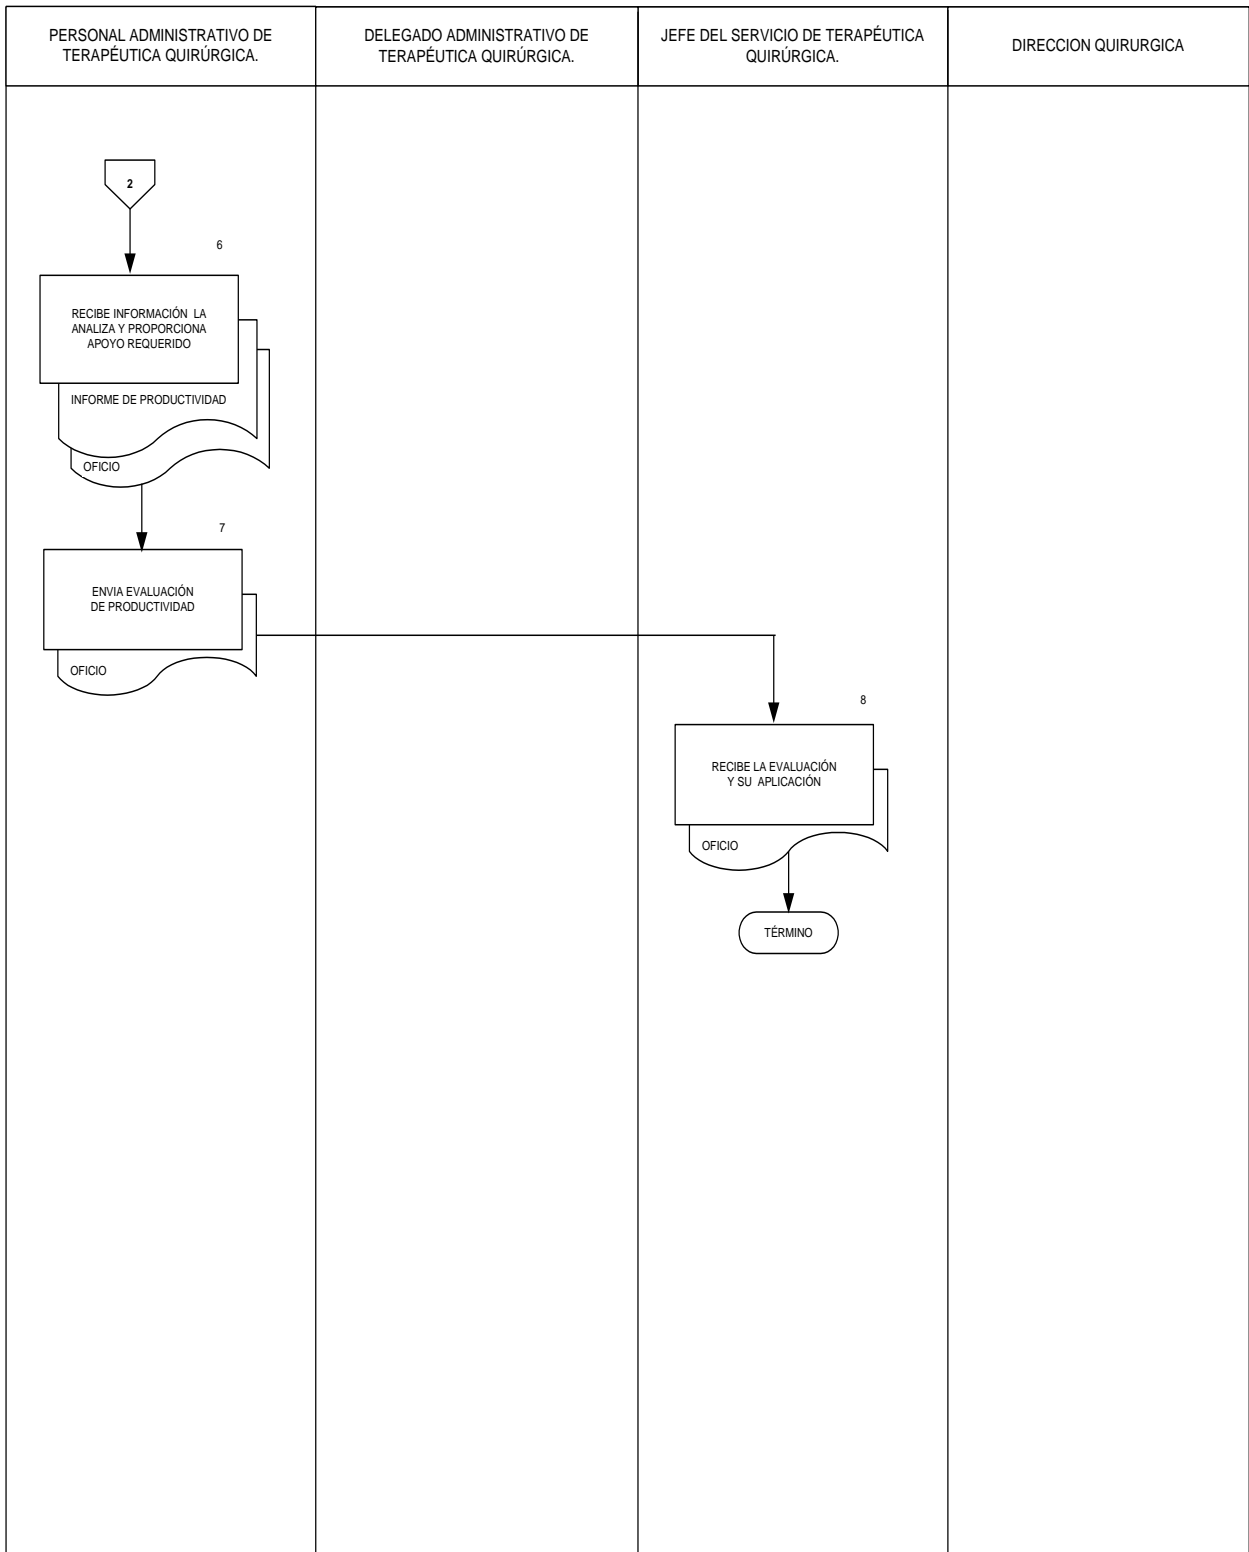 PERSONAL ADMINISTRATIVO DE
TERAPÉUTICA QUIRÚRGICA.
DELEGADO ADMINISTRATIVO DE
TERAPÉUTICA QUIRÚRGICA.
JEFE DEL SERVICIO DE TERAPÉUTICA
QUIRÚRGICA.
DIRECCION QUIRURGICA
2
6
RECIBE INFORMACIÓN LA
ANALIZA Y PROPORCIONA
APOYO REQUERIDO
INFORME DE PRODUCTIVIDAD
OFICIO
7
ENVIA EVALUACIÓN
DE PRODUCTIVIDAD
OFICIO
8
RECIBE LA EVALUACIÓN
Y SU APLICACIÓN
OFICIO
TÉRMINO